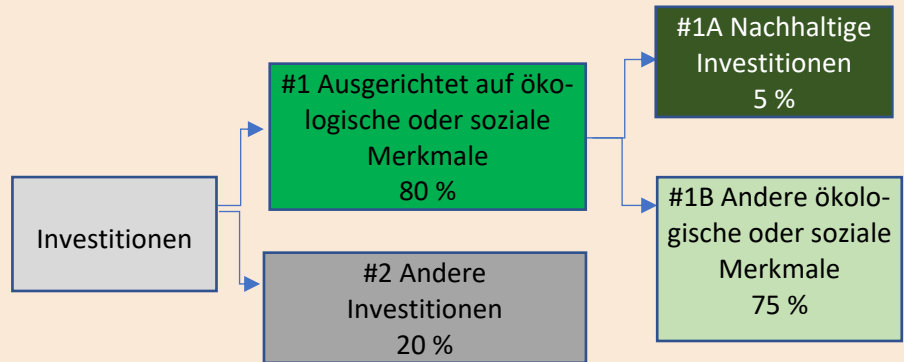 Investitionen
#1 Ausgerichtet auf öko-
logische oder soziale
Merkmale
80 %
#2 Andere
Investitionen
20 %
#1A Nachhaltige
Investitionen
5 %
#1B Andere ökolo-
gische oder soziale
Merkmale
75 %